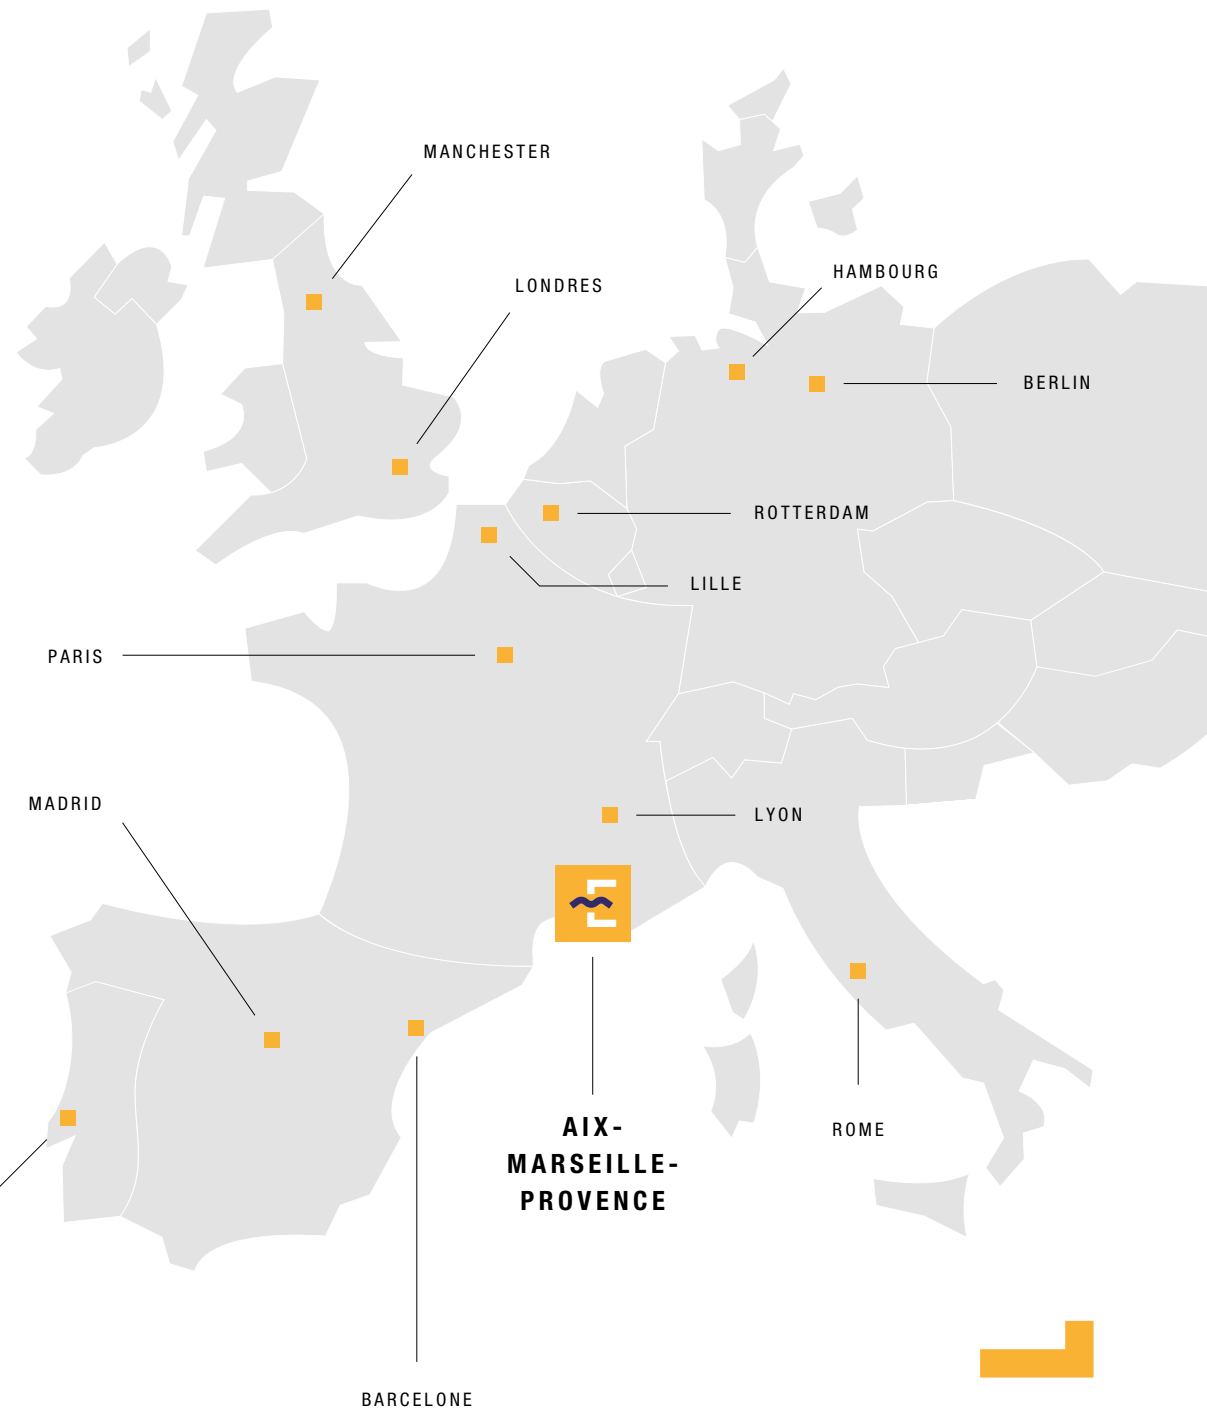 MANCHESTER
LONDRES
HAMBOURG
BERLIN
ROTTERDAM
LILLE
PARIS
MADRID
LYON
AIX-
MARSEILLE-
PROVENCE
ROME
BARCELONE